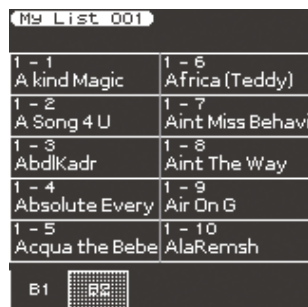 My List 001
1 - 1
A kind Magic
1 - 6
Africa (Teddy)
1 - 2
A Song 4 U
1 - 7
Aint Miss Behavi
1 - 3
AbdlKadr
1 - 8
Aint The Way
1 - 4
Absolute Every
1 - 9
Air On G
1 - 5
Acqua the Bebe
1 - 10
AlaRemsh
B1
B2